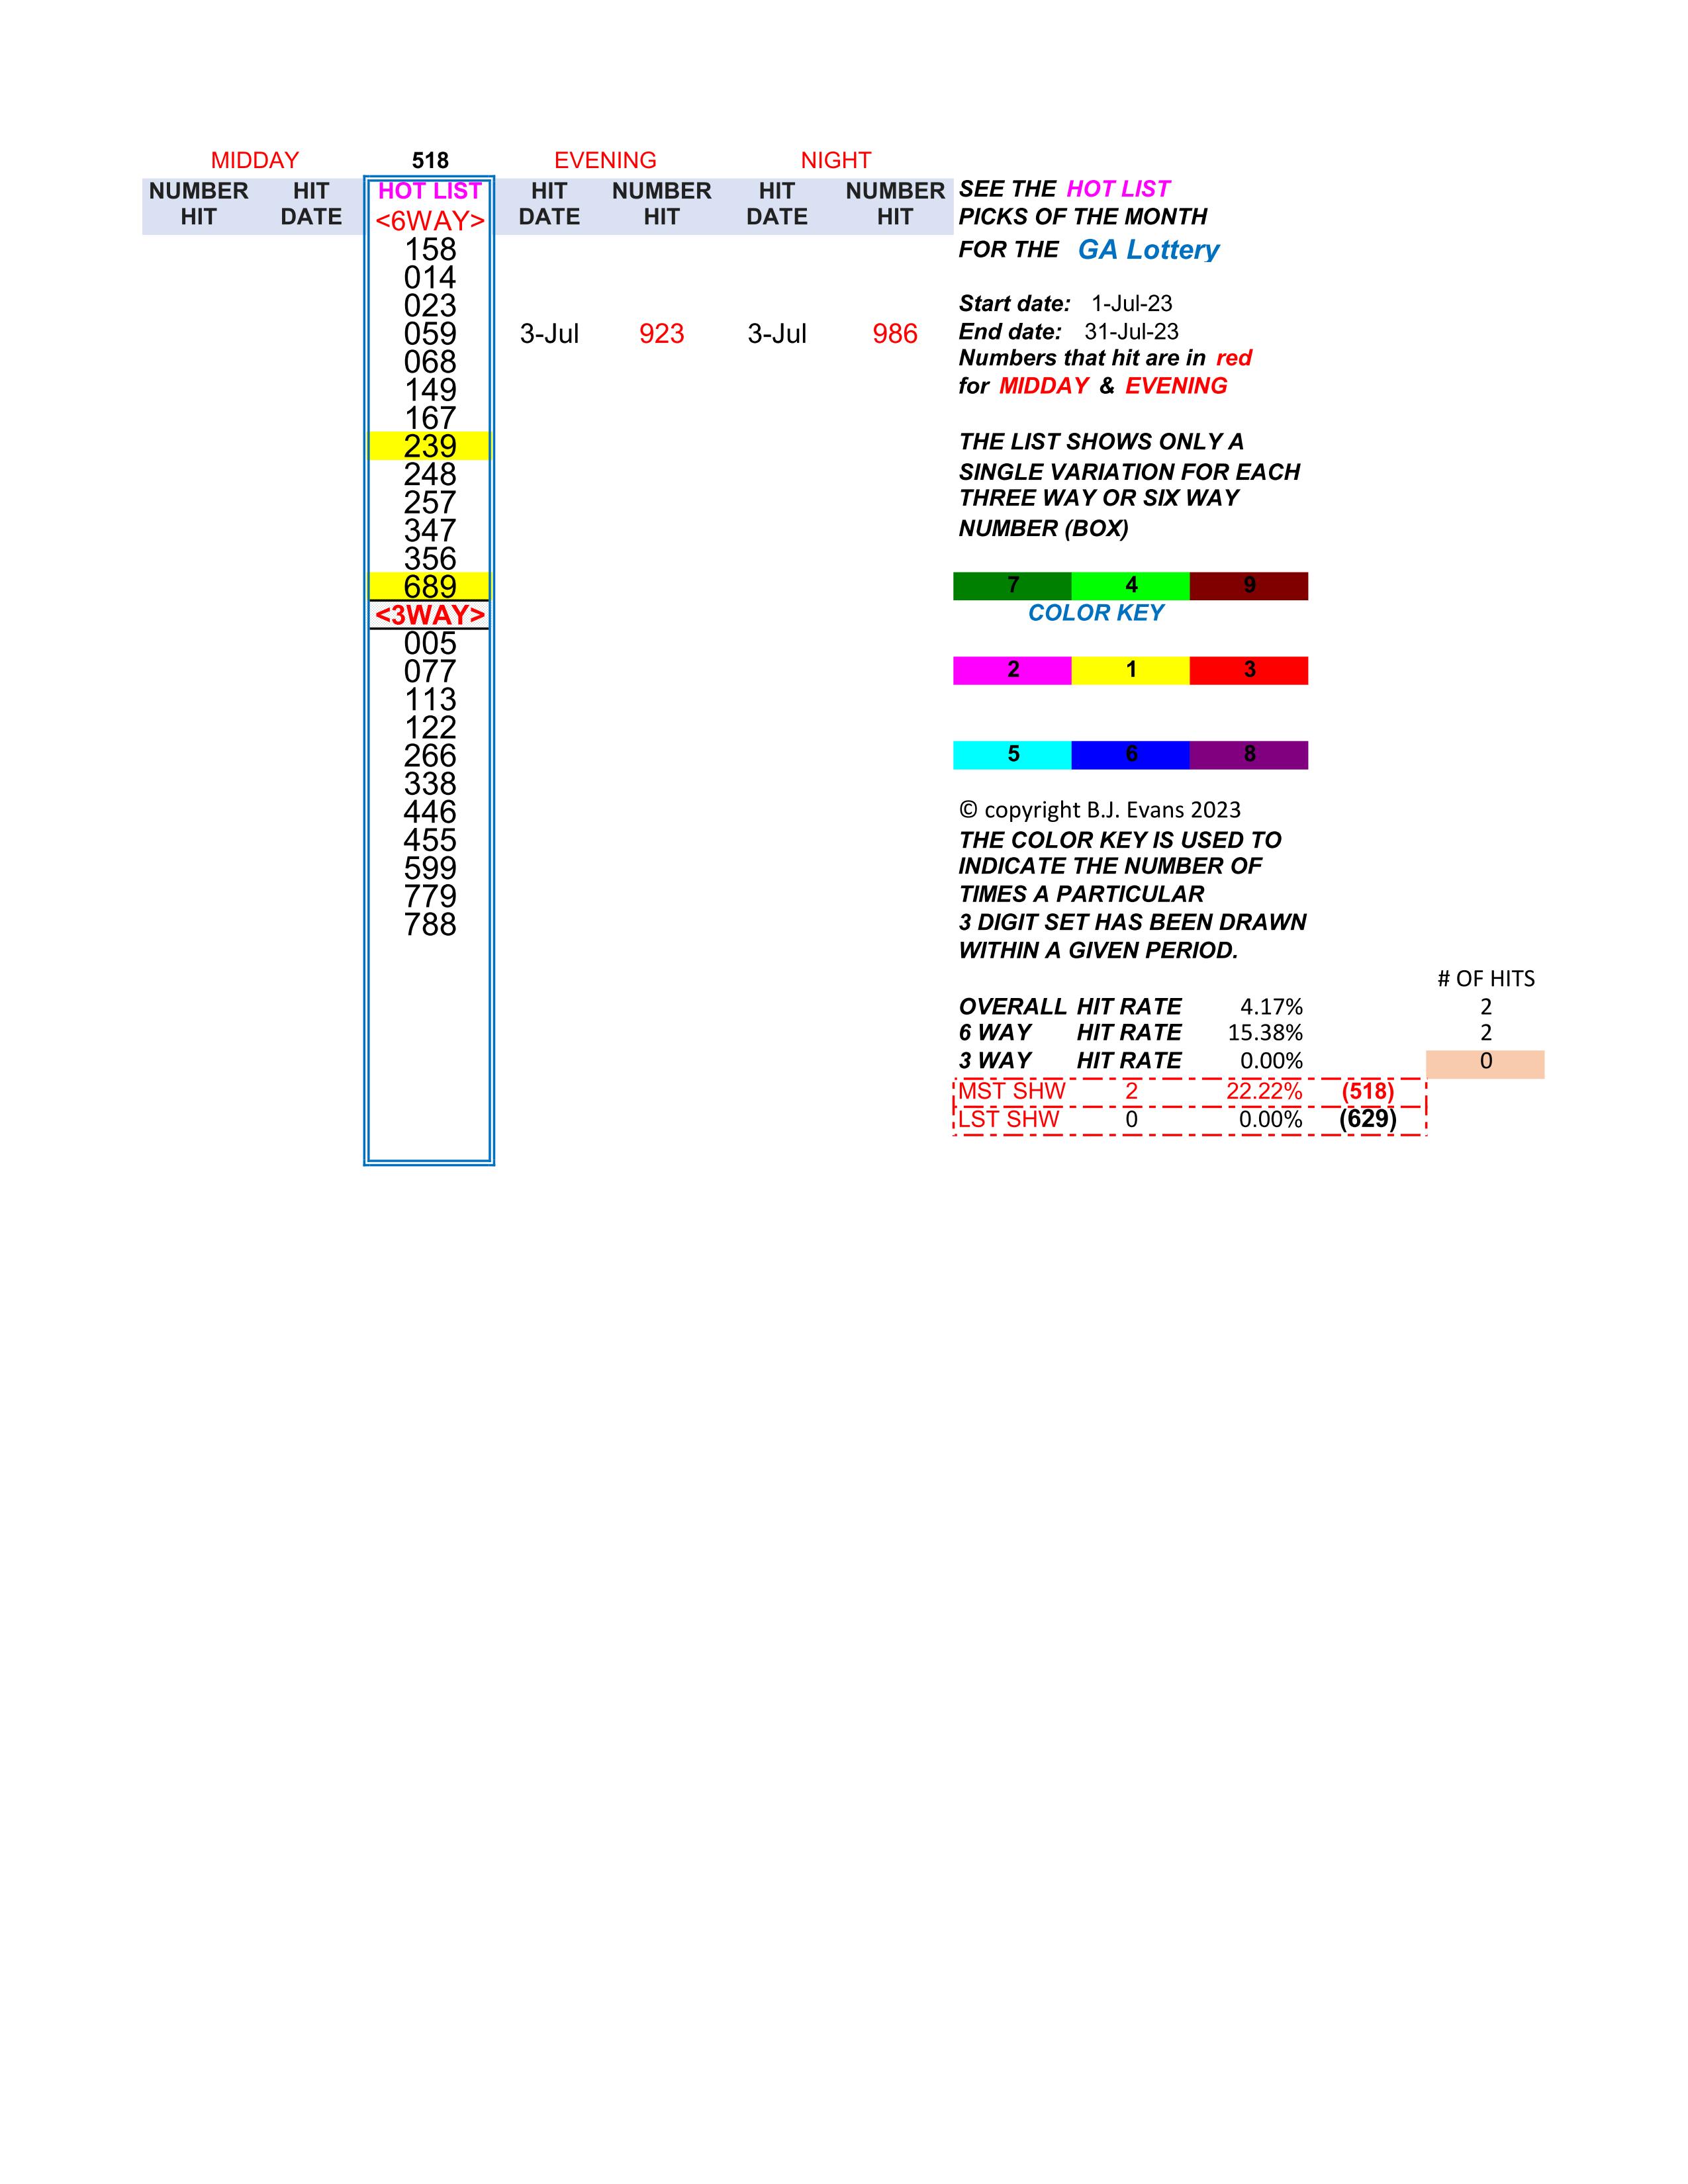 MIDDAY 518 EVENING NIGHT
NUMBER HIT HOT LIST HIT NUMBER HIT NUMBER SEE THE HOT LIST
HIT DATE <6WAY> DATE HIT DATE HIT PICKS OF THE MONTH
158 FOR THE GA Lottery
014
023 Start date: 1-Jul-23
059 3-Jul 923 3-Jul 986 End date: 31-Jul-23
068 Numbers that hit are in red
149 for MIDDAY & EVENING
167
239 THE LIST SHOWS ONLY A
248 SINGLE VARIATION FOR EACH
257 THREE WAY OR SIX WAY
347 NUMBER (BOX)
356
689 7 4 9
<3WAY> COLOR KEY
005
077 2 1 3
113
122
266 5 6 8
338
446 © copyright B.J. Evans 2023
455 THE COLOR KEY IS USED TO
599 INDICATE THE NUMBER OF
779 TIMES A PARTICULAR
788 3 DIGIT SET HAS BEEN DRAWN
WITHIN A GIVEN PERIOD.
# OF HITS
OVERALL HIT RATE 4.17% 2
6 WAY HIT RATE 15.38% 2
3 WAY HIT RATE 0.00% 0
MST SHW 2 22.22% (518)
LST SHW 0 0.00% (629)